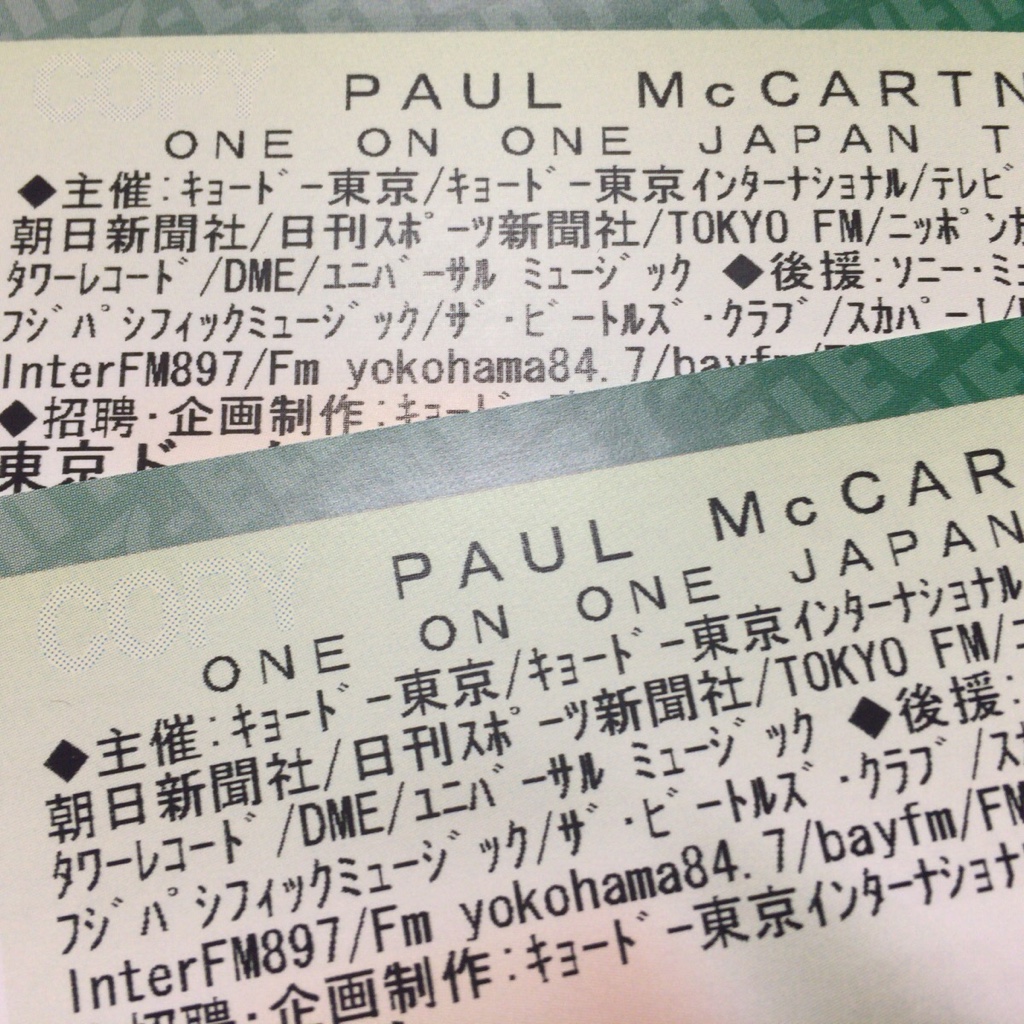 COPY PAUL McCARTN
ONE ON ONE JAPAN T
◆主催:ｷｮｰﾄﾞｰ東京/ｷｮｰﾄﾞｰ東京ｲﾝﾀｰﾅｼｮﾅﾙ/ﾃﾚﾋﾞ
朝日新聞社/日刊ｽﾎﾟｰﾂ新聞社/TOKYO FM/ﾆｯﾎﾟﾝ
ﾀﾜｰﾚｺｰﾄﾞ/DME/ﾕﾆﾊﾞｰｻﾙ ﾐｭｰｼﾞｯｸ ◆後援:ｿﾆｰ･ﾐｭ
ﾌｼﾞﾊﾟｼﾌｨｯｸﾐｭｰｼﾞｯｸ/ｻﾞ･ﾋﾞｰﾄﾙｽﾞ･ｸﾗﾌﾞ/ｽｶﾊﾟｰ!/
InterFM897/Fm yokohama84.7/bayfm/
◆招聘･企画制作:ｷｮｰﾄﾞ
東京ド
COPY PAUL McCAR
ONE ON ONE JAPAN
◆主催:ｷｮｰﾄﾞｰ東京/ｷｮｰﾄﾞｰ東京ｲﾝﾀｰﾅｼｮﾅﾙ
朝日新聞社/日刊ｽﾎﾟｰﾂ新聞社/TOKYO FM/
ﾀﾜｰﾚｺｰﾄﾞ/DME/ﾕﾆﾊﾞｰｻﾙ ﾐｭｰｼﾞｯｸ ◆後援:
ﾌｼﾞﾊﾟｼﾌｨｯｸﾐｭｰｼﾞｯｸ/ｻﾞ･ﾋﾞｰﾄﾙｽﾞ･ｸﾗﾌﾞ/ｽ
InterFM897/Fm yokohama84.7/bayfm/FM
招聘･企画制作:ｷｮｰﾄﾞｰ東京ｲﾝﾀｰﾅｼｮﾅ